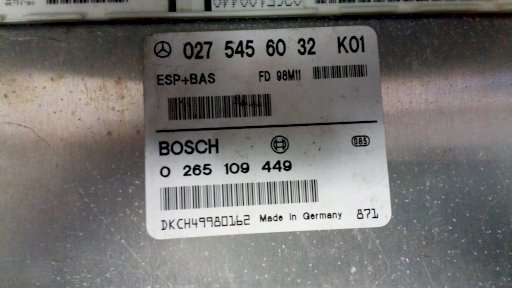 027 545 60 32 K01
ESP+BAS FD 98M11
BOSCH 083
0 265 109 449
DKCH49980162 Made in Germany 871